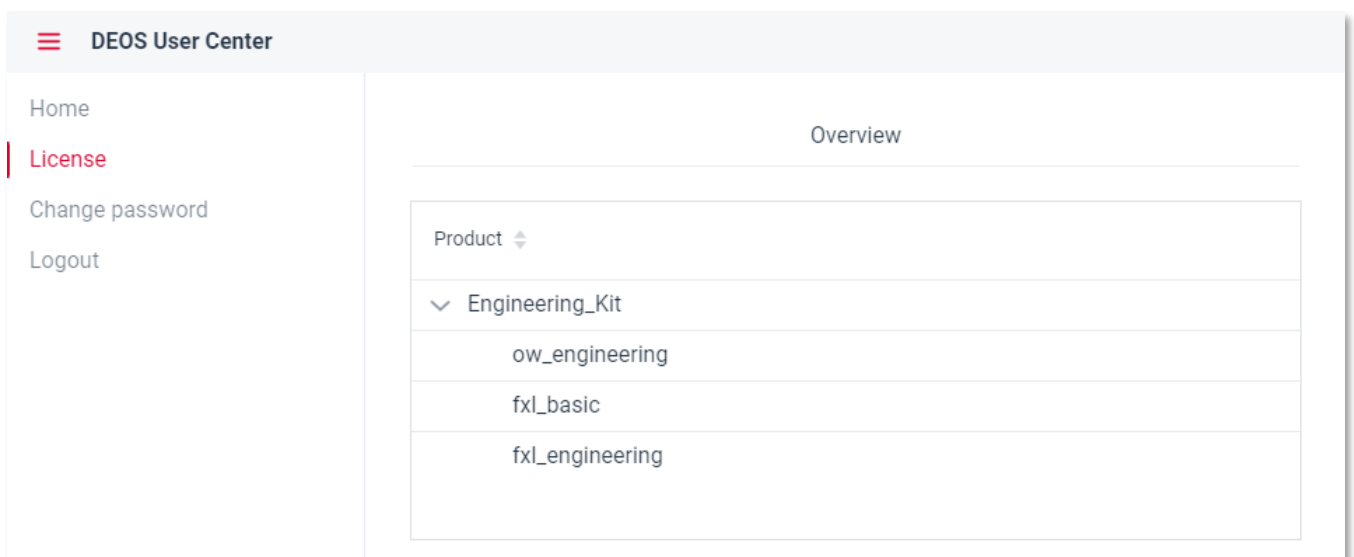 DEOS User Center
Home
License
Change password
Logout
Overview
Product
Engineering_Kit
ow_engineering
fxl_basic
fxl_engineering